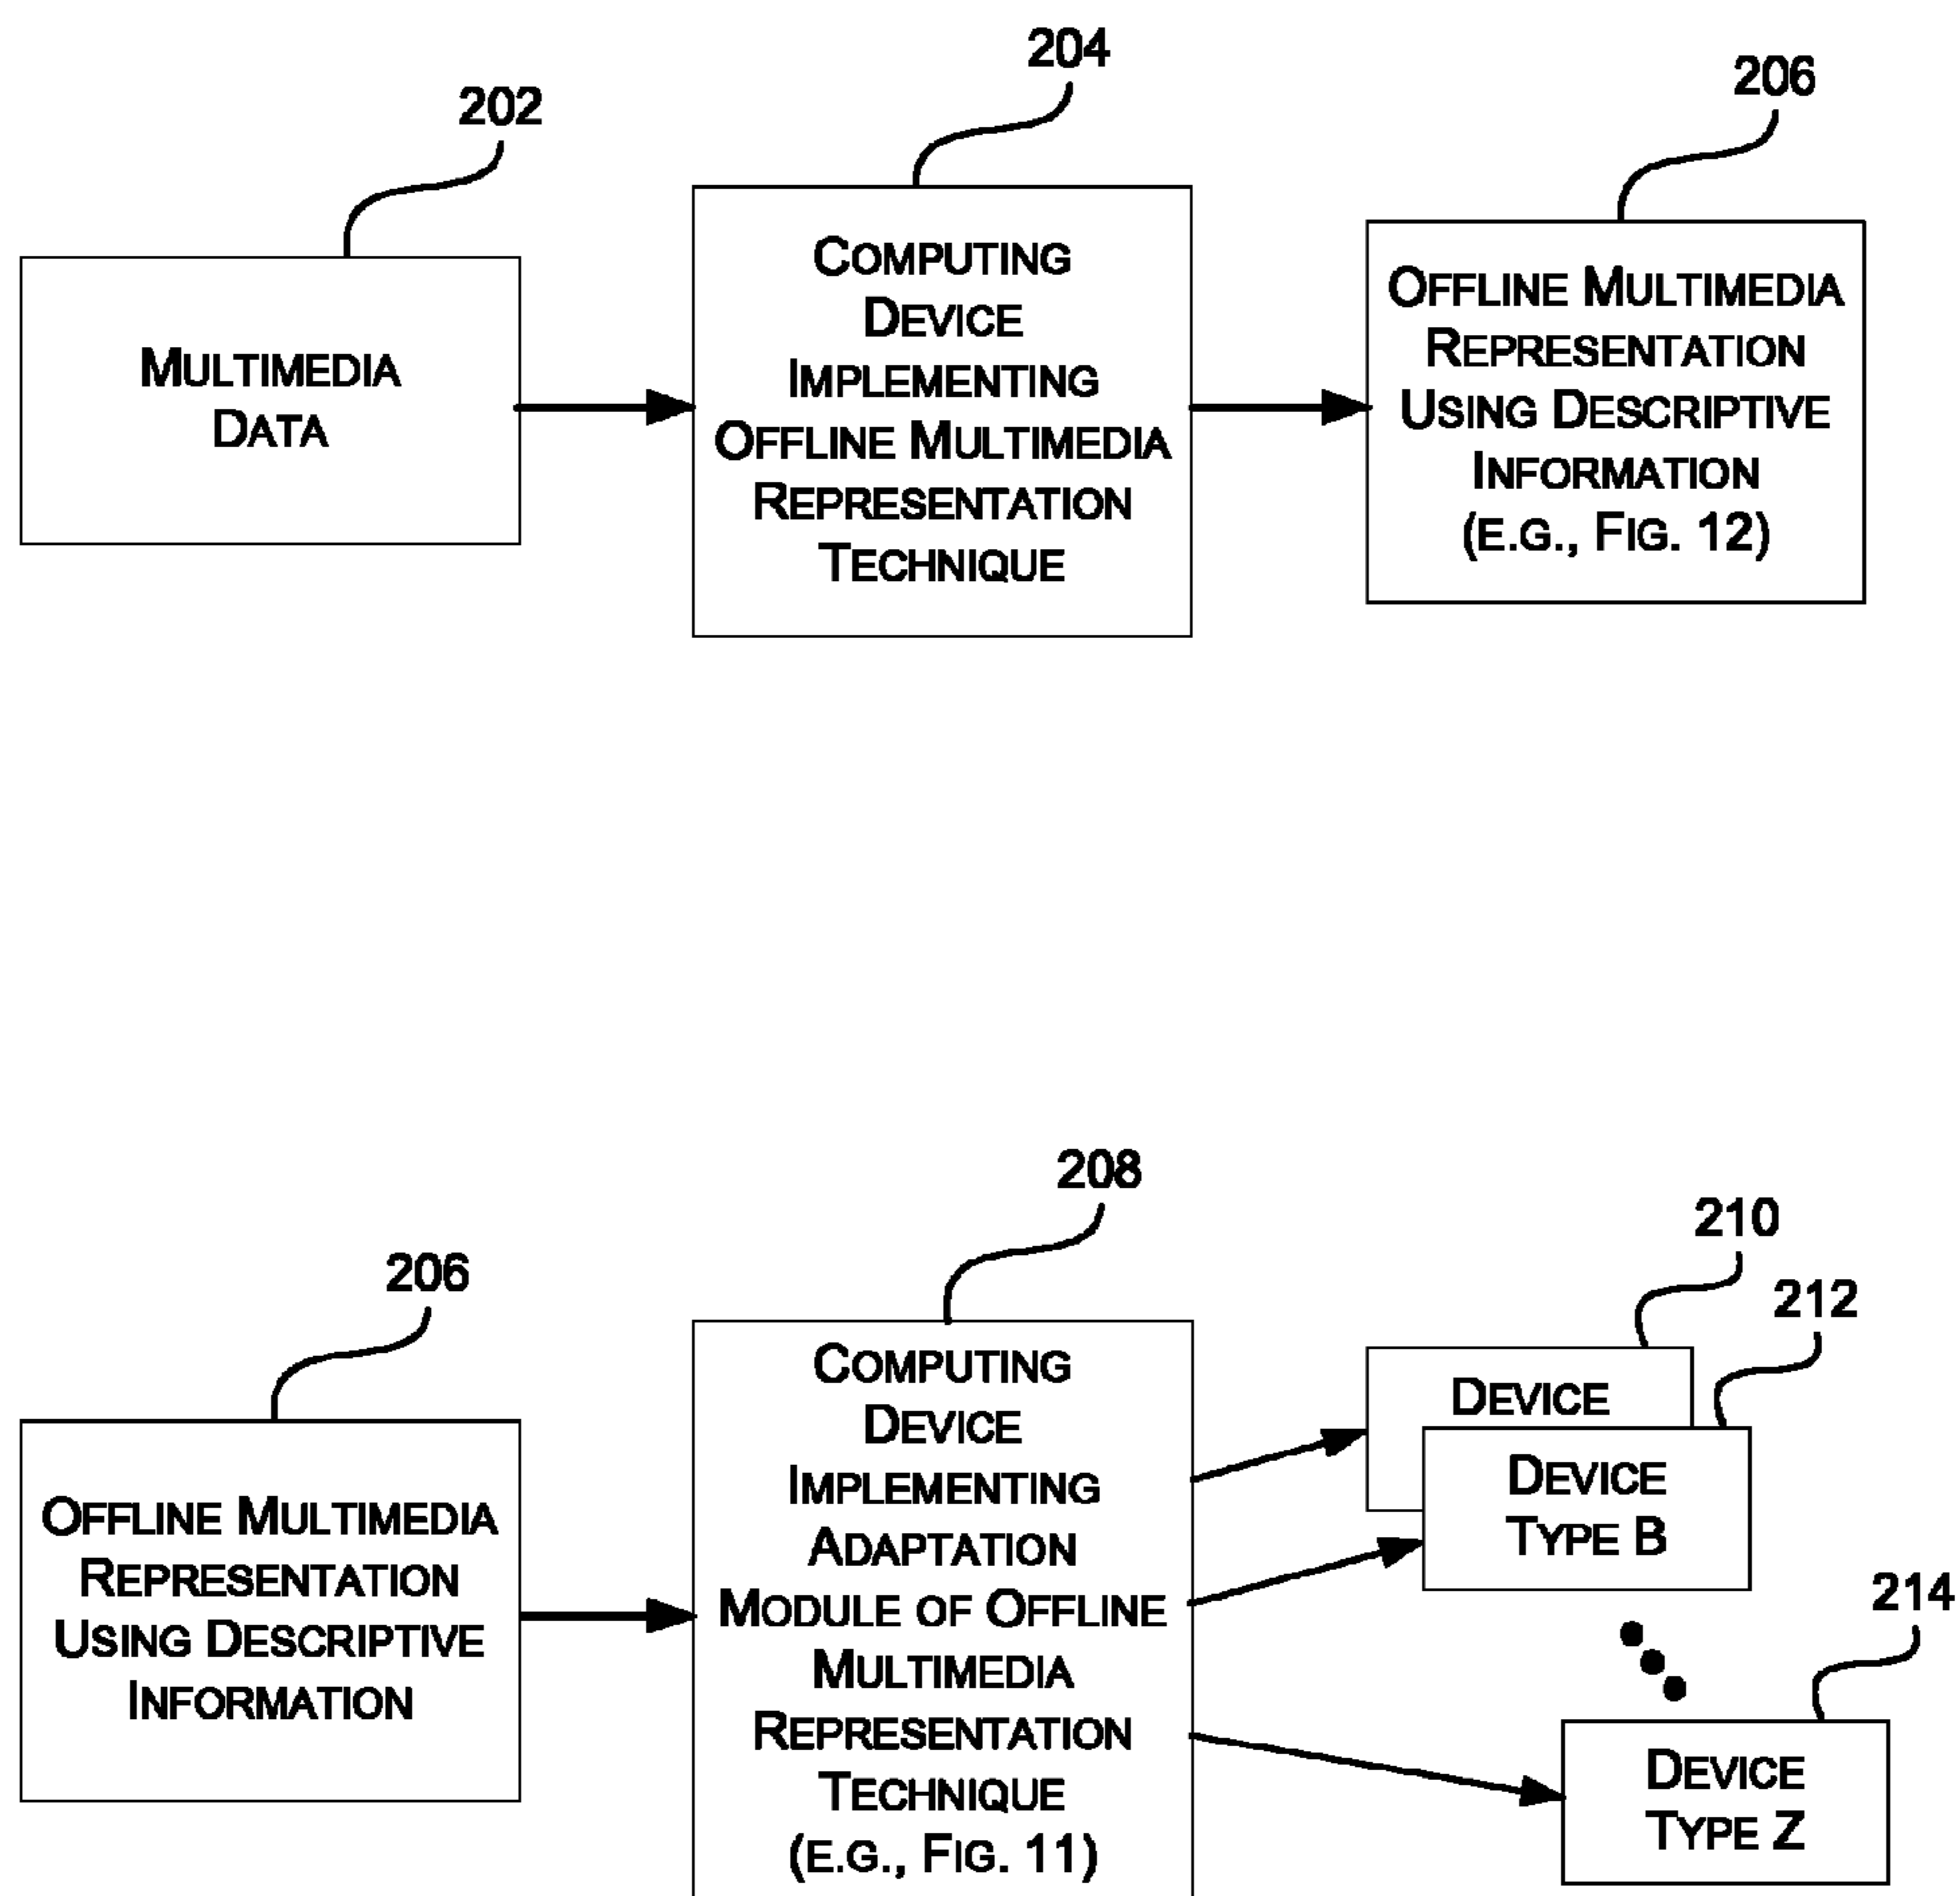 202
204
206
MULTIMEDIA
DATA
COMPUTING
DEVICE
IMPLEMENTING
OFFLINE MULTIMEDIA
REPRESENTATION
TECHNIQUE
OFFLINE MULTIMEDIA
REPRESENTATION
USING DESCRIPTIVE
INFORMATION
(E.G., FIG. 12)
206
208
210
212
214
OFFLINE MULTIMEDIA
REPRESENTATION
USING DESCRIPTIVE
INFORMATION
COMPUTING
DEVICE
IMPLEMENTING
ADAPTATION
MODULE OF OFFLINE
MULTIMEDIA
REPRESENTATION
TECHNIQUE
(E.G., FIG. 11)
DEVICE
DEVICE
TYPE B
DEVICE
TYPE Z